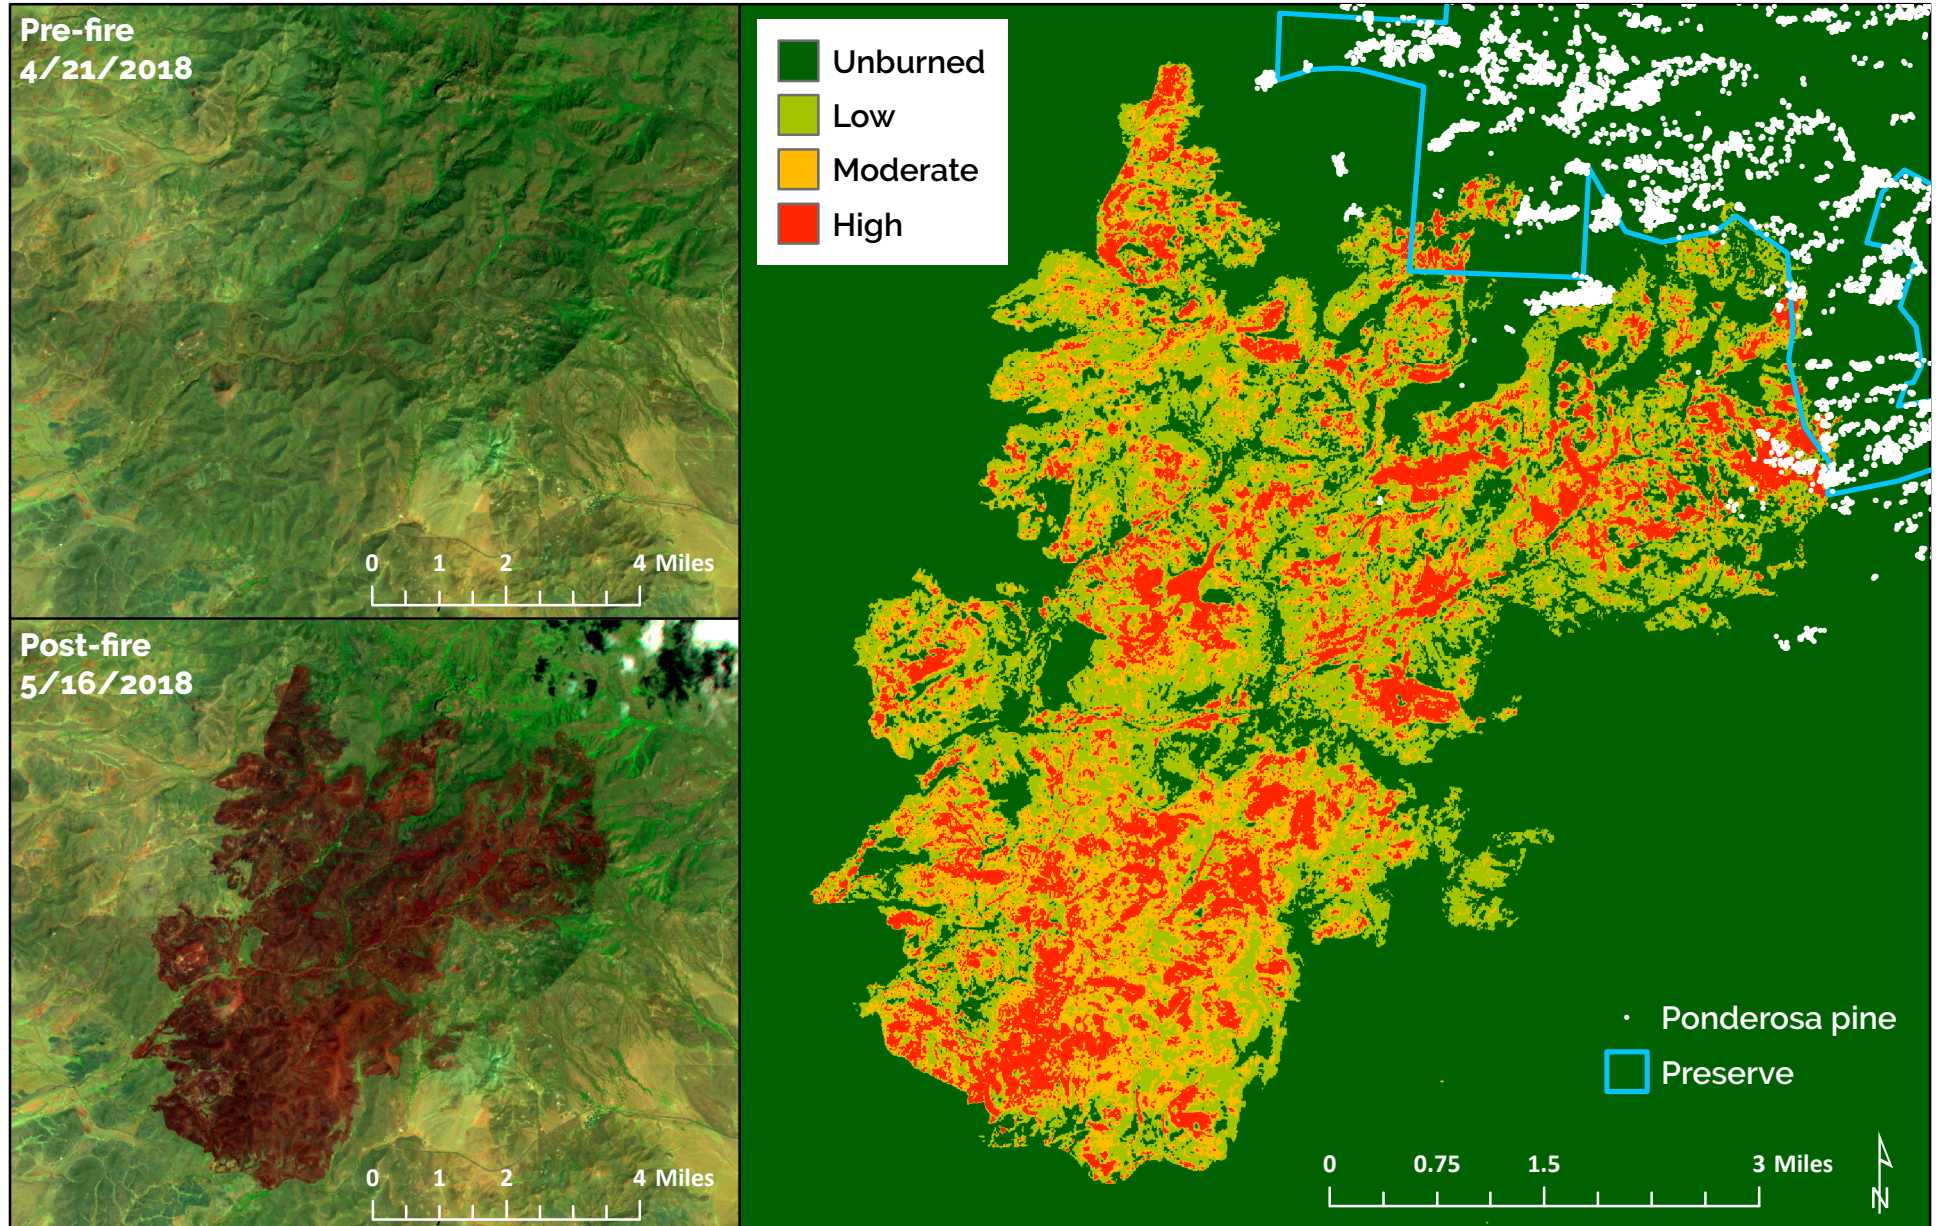 Pre-fire
4/21/2018
0 1 2 4 Miles
Post-fire
5/16/2018
0 1 2 4 Miles
Unburned
Low
Moderate
High
Ponderosa pine
Preserve
0 0.75 1.5 3 Miles
N